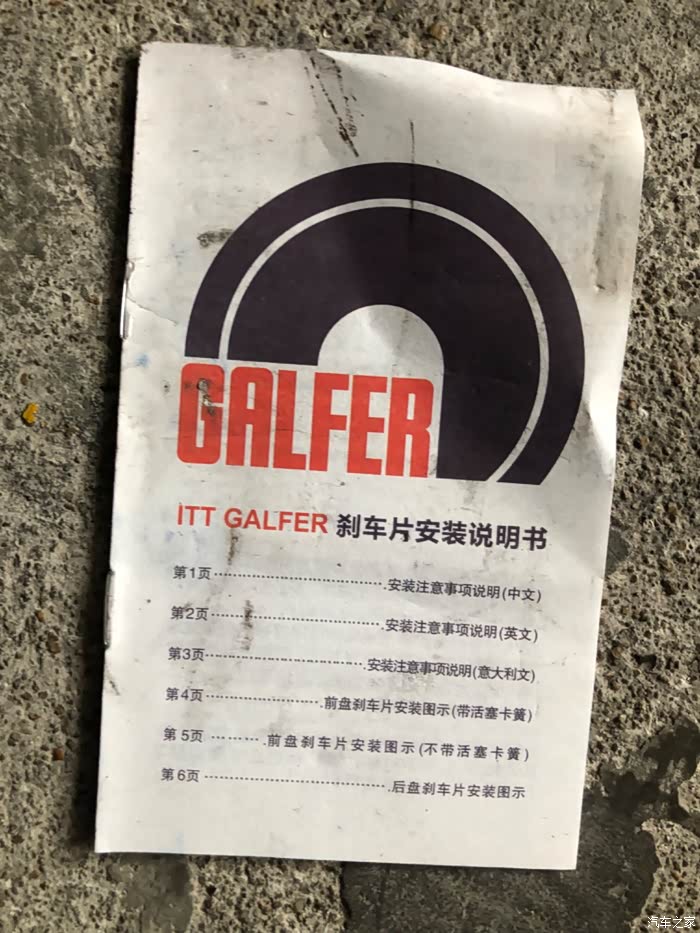 GALFER
ITT GALFER 刹车片安装说明书
第1页......................................安装注意事项说明(中文)
第2页......................................安装注意事项说明(英文)
第3页...................................安装注意事项说明(意大利文)
第4页.........................前盘刹车片安装图示(带活塞卡簧)
第5页 ..........前盘刹车片安装图示(不带活塞卡簧)
第6页.......................................后盘刹车片安装图示
汽车之家